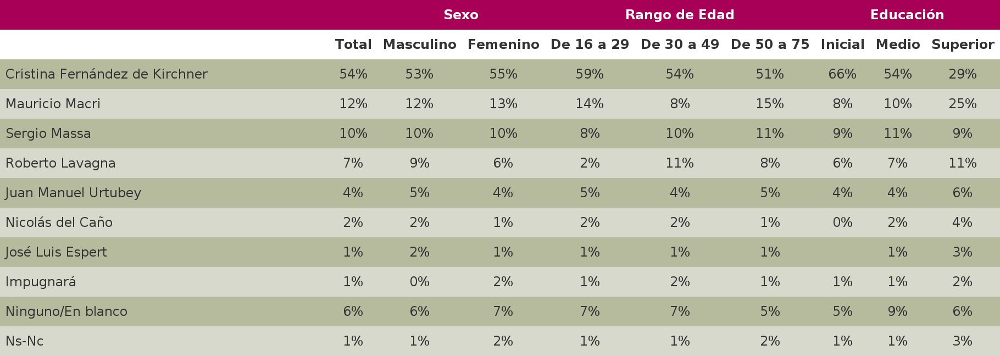 Sexo Rango de Edad Educación
Total Masculino Femenino De 16 a 29 De 30 a 49 De 50 a 75 Inicial Medio Superior
Cristina Fernández de Kirchner 54% 53% 55% 59% 54% 51% 66% 54% 29%
Mauricio Macri 12% 12% 13% 14% 8% 15% 8% 10% 25%
Sergio Massa 10% 10% 10% 8% 10% 11% 9% 11% 9%
Roberto Lavagna 7% 9% 6% 2% 11% 8% 6% 7% 11%
Juan Manuel Urtubey 4% 5% 4% 5% 4% 5% 4% 4% 6%
Nicolás del Caño 2% 2% 1% 2% 2% 1% 0% 2% 4%
José Luis Espert 1% 2% 1% 1% 1% 1% 1% 3%
Impugnará 1% 0% 2% 1% 2% 1% 1% 1% 2%
Ninguno/En blanco 6% 6% 7% 7% 7% 5% 5% 9% 6%
Ns-Nc 1% 1% 2% 1% 1% 2% 1% 1% 3%